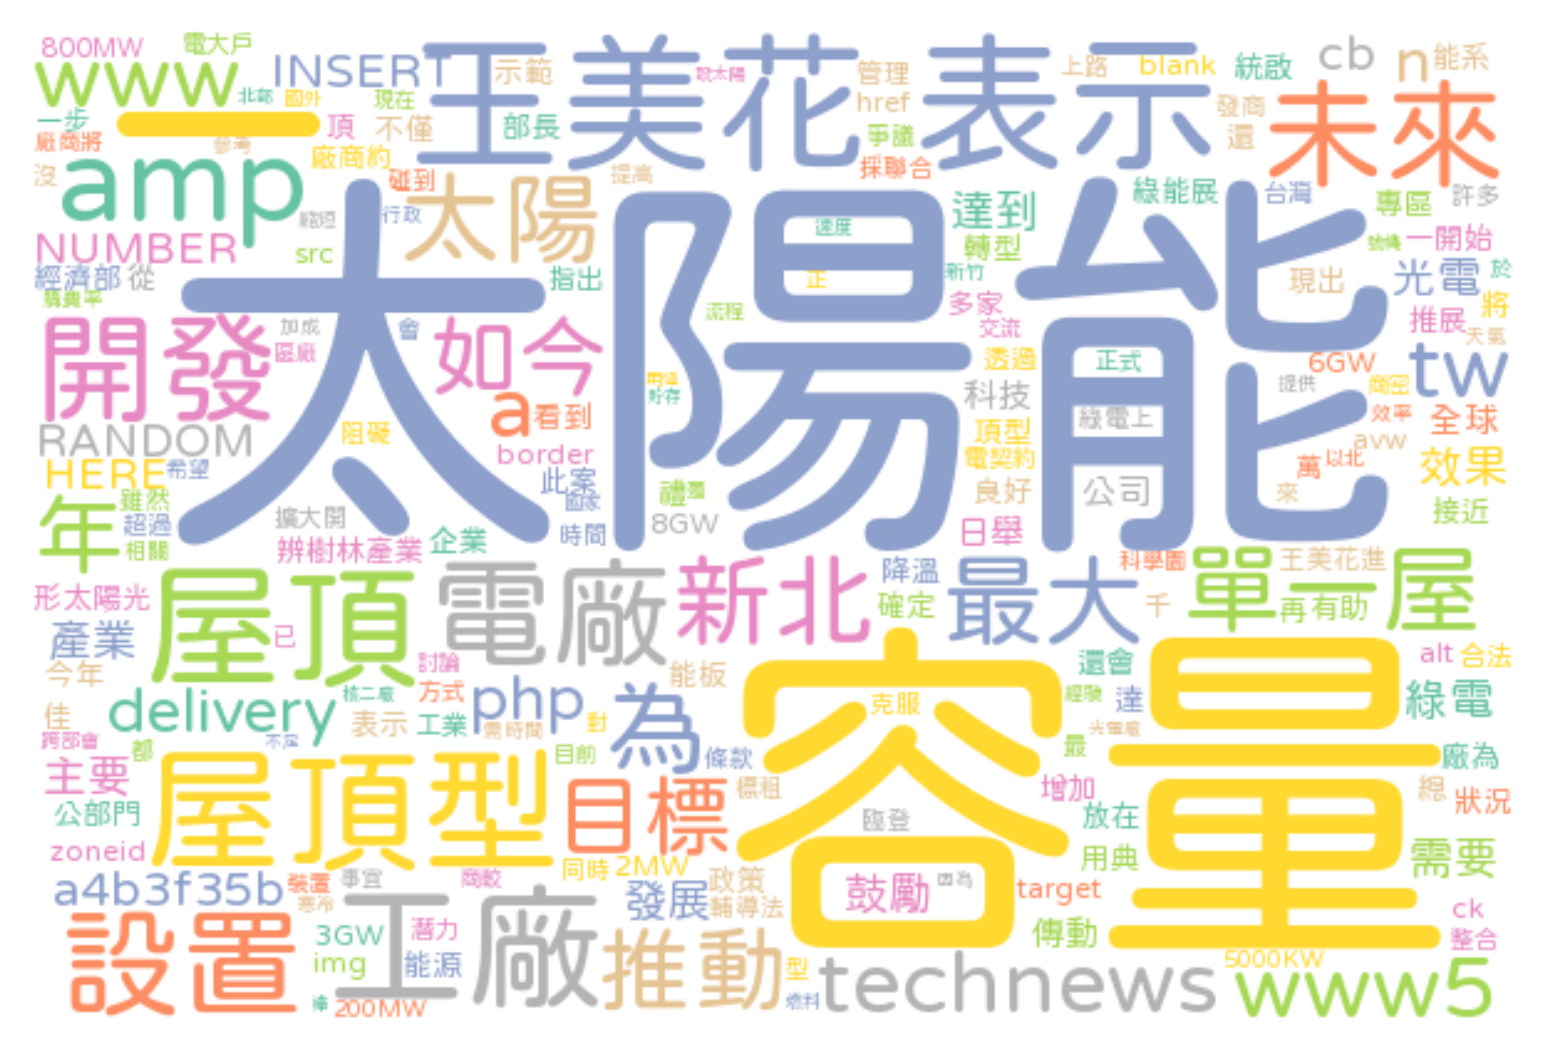 800MW 電大戶 INSERT 王美花表示 示範 說太陽 管理 上路 blank 統啟 cb n 能系
www 北部 國外 現在 href 發商 未來
一步 一 頂 不僅 部長 爭議 還
廠商將 參考 廠商約 採聯合
沒 amp 碰到 提高 綠能展 台灣 專區 許多
縮短 行政 太陽 達到
NUMBER src 太陽能 速度 轉型 一開始
經濟部 從 指出 正 新竹 現出 光電 於
加成 會 流程 多家 將
開發 區廠 如今 交流 推展 天氣
透過 正式 6GW tw
a 看到 貯存 科技 提供
RANDOM 阻礙 綠電上 效率 全球
border 頂型 avw
HERE 希望 此案 國家 電契約 萬 以北 效果
年 雖然 禮 良好 公司 來
超過 擴大開 時間 8GW 日舉 接近
相關 辦樹林產業 企業
形太陽光 屋頂 電廠 新北 降溫 最大 科學園 單一屋 王美花進
產業 已 確定 千 再有助
今年 討論 能板 還會 alt 合法
delivery 核二廠 方式 php 為 容量 克服 經驗 達 綠電
佳 表示 工業 需時間 對 光電廠
跨部會 都 不足 目前 條款 最 廠為
主要 屋頂型 目標 標租 增加 總 狀況
公部門 臨登 放在
zoneid 同時 2MW 用典 需要
a4b3f35b 裝置 事宜 政策 鼓勵 因為 target
寒冷 發展 輔導法 ck
設置 3GW 工廠 潛力 推動 傳動 整合
img 能源 型 technews 5000KW www5
200MW 燃料